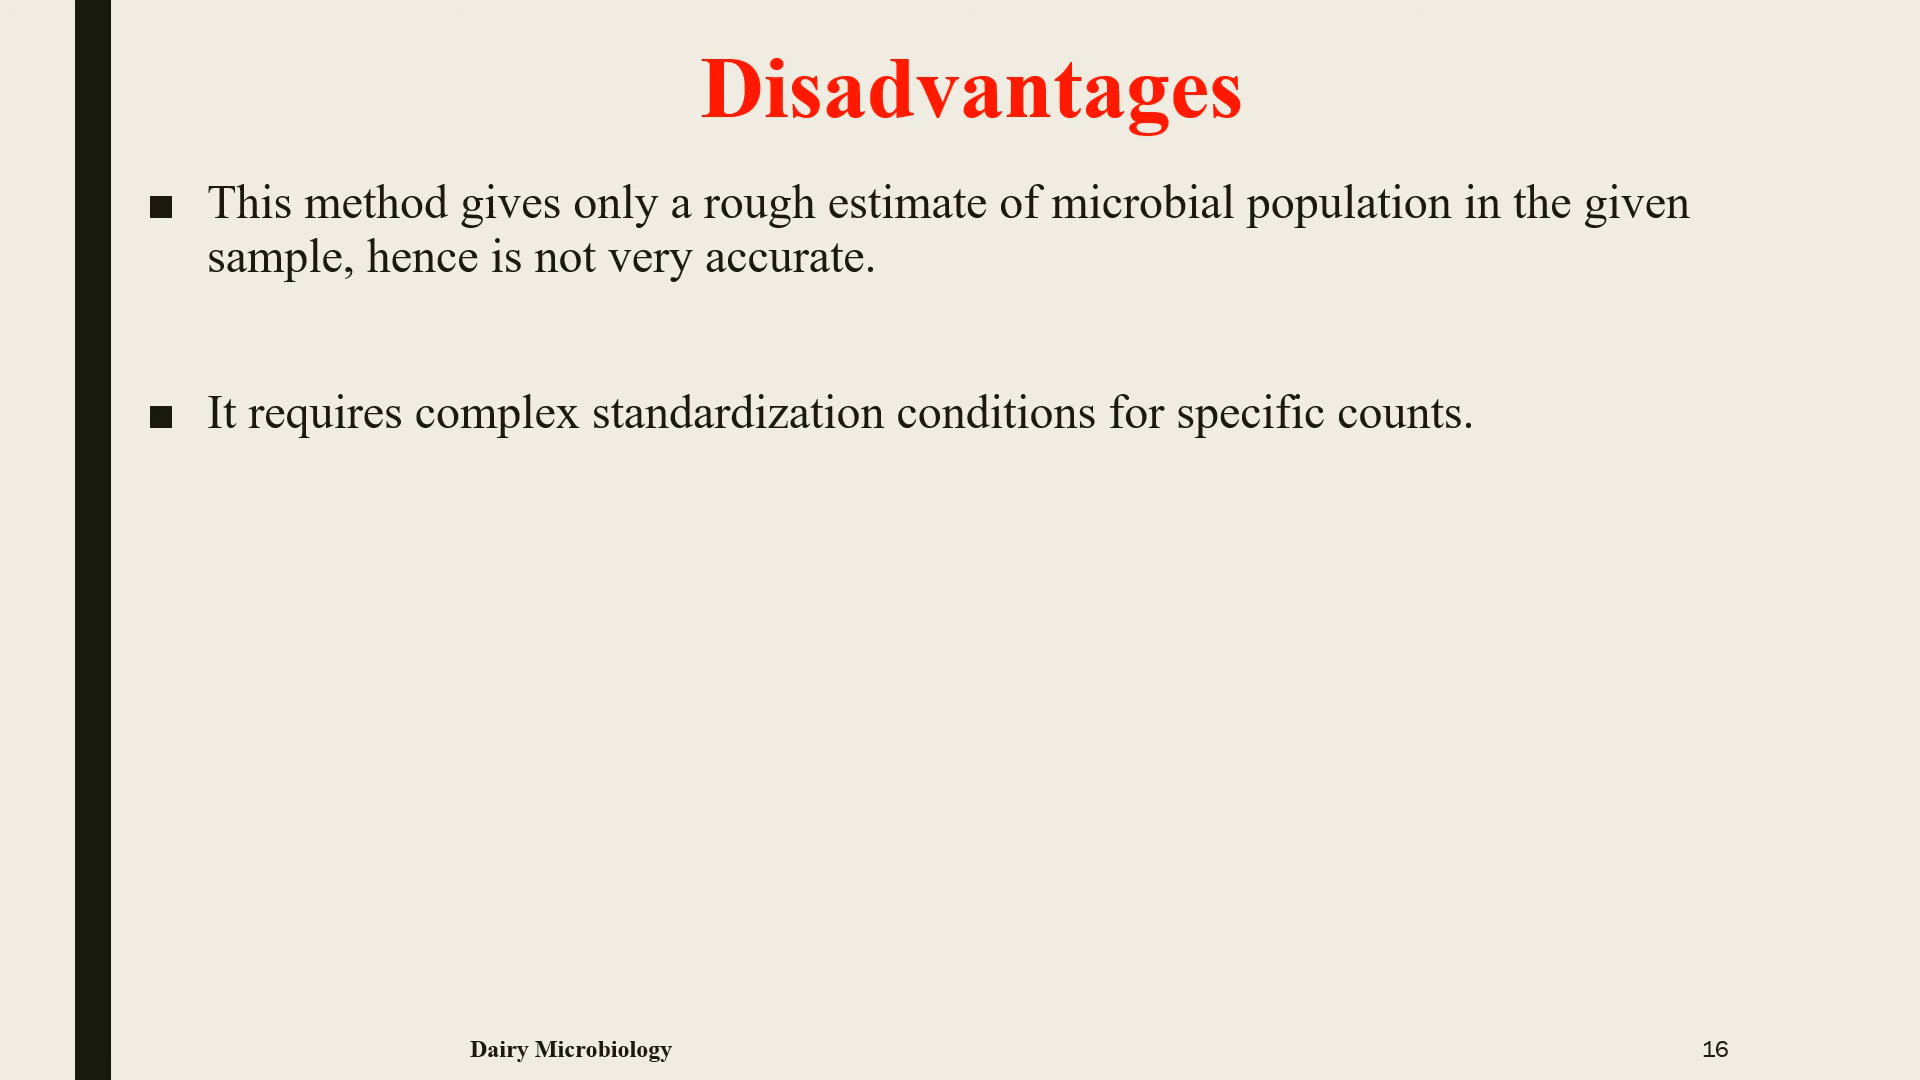 Disadvantages
■ This method gives only a rough estimate of microbial population in the given
sample, hence is not very accurate.
■ It requires complex standardization conditions for specific counts.
Dairy Microbiology
16